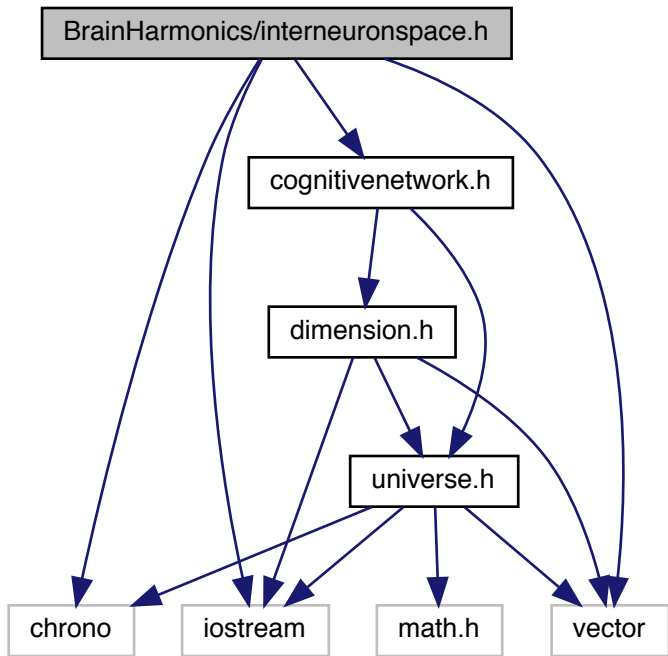 BrainHarmonics/interneuronspace.h
cognitivenetwork.h
dimension.h
universe.h
chrono
iostream
math.h
vector